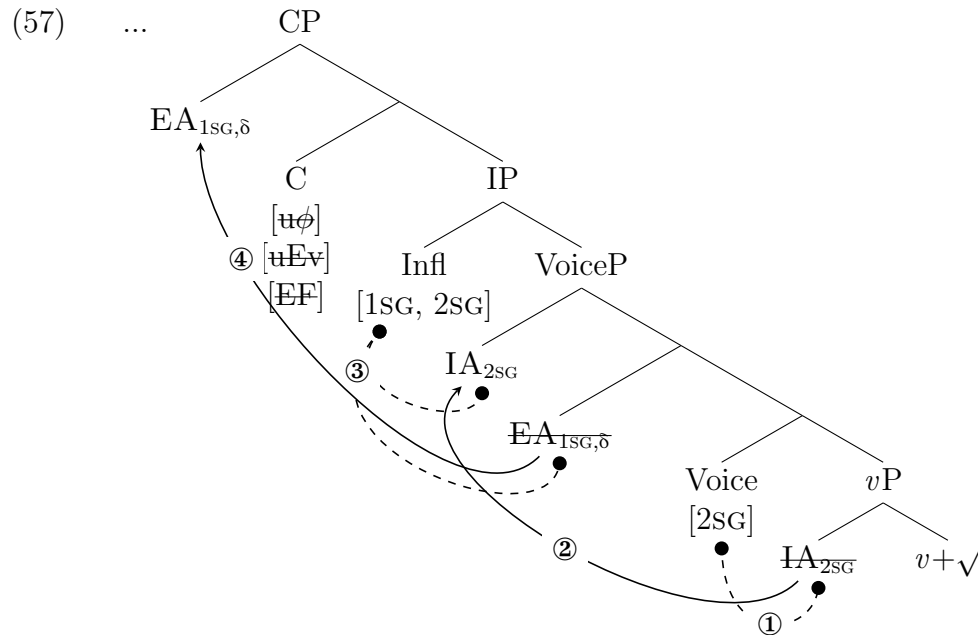 (57) ... CP
EA1SG,δ
C IP
[uϕ]
④ [uEv] Infl VoiceP
[EF] [1SG, 2SG]
③ IA2SG
EA1SG,δ
Voice vP
[2SG]
② IA2SG v+√
①